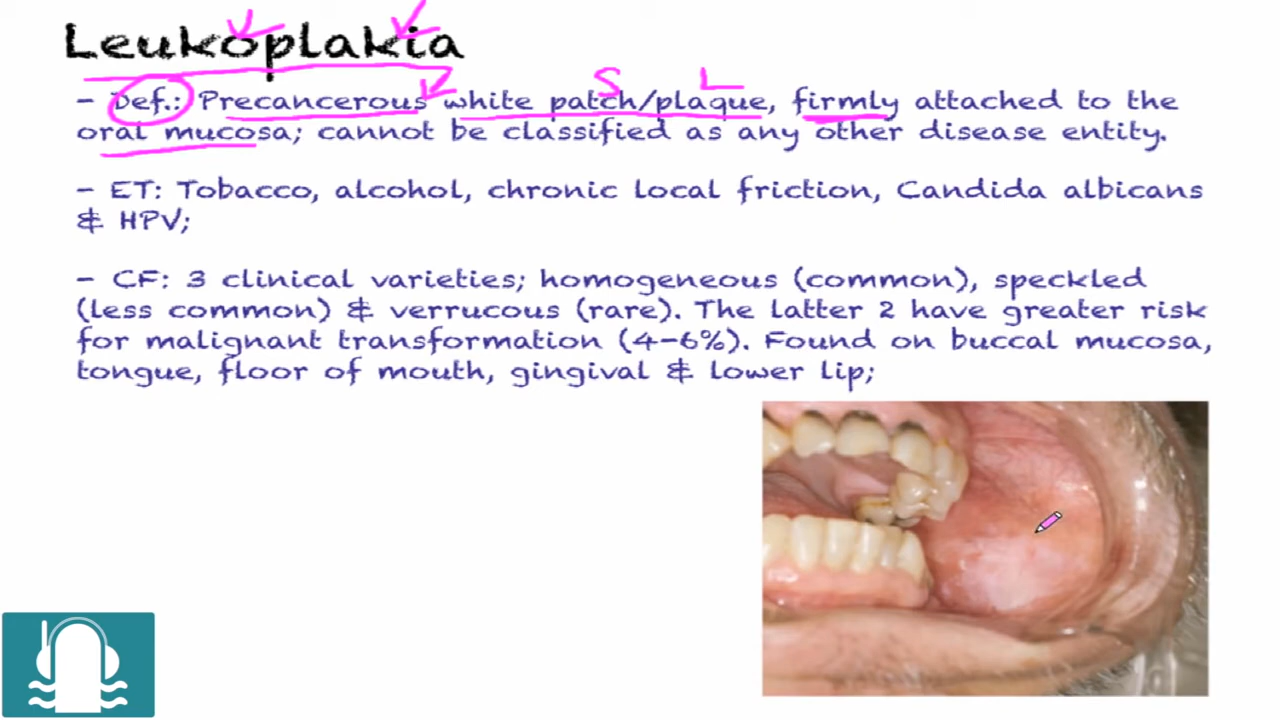 Leukoplakia
S L
- Def.: Precancerous white patch/plaque, firmly attached to the
oral mucosa; cannot be classified as any other disease entity.
- ET: Tobacco, alcohol, chronic local friction, Candida albicans
& HPV;
- CF: 3 clinical varieties; homogeneous (common), speckled
(less common) & verrucous (rare). The latter 2 have greater risk
for malignant transformation (4-6%). Found on buccal mucosa,
tongue, floor of mouth, gingival & lower lip;